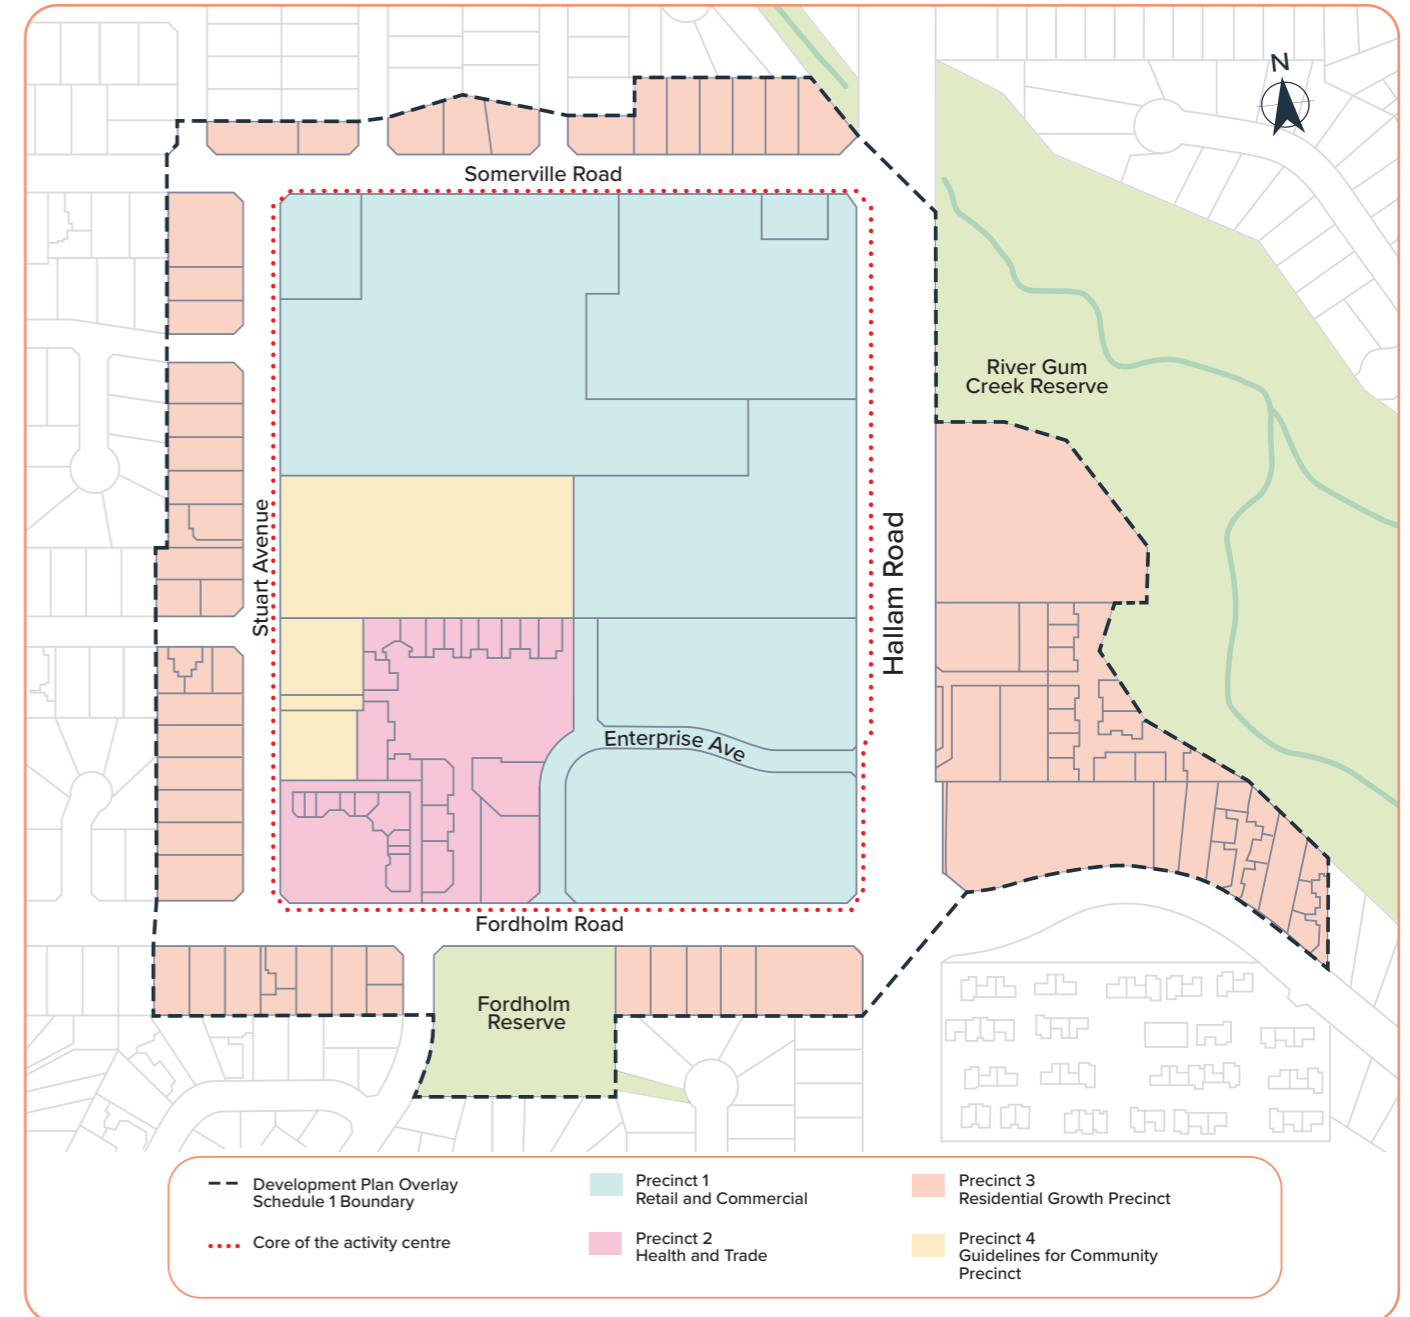 N
Somerville Road
River Gum
Creek Reserve
Stuart Avenue
Hallam Road
Enterprise Ave
Fordholm Road
Fordholm
Reserve
Development Plan Overlay
Schedule 1 Boundary
Core of the activity centre
Precinct 1
Retail and Commercial
Precinct 2
Health and Trade
Precinct 3
Residential Growth Precinct
Precinct 4
Guidelines for Community
Precinct